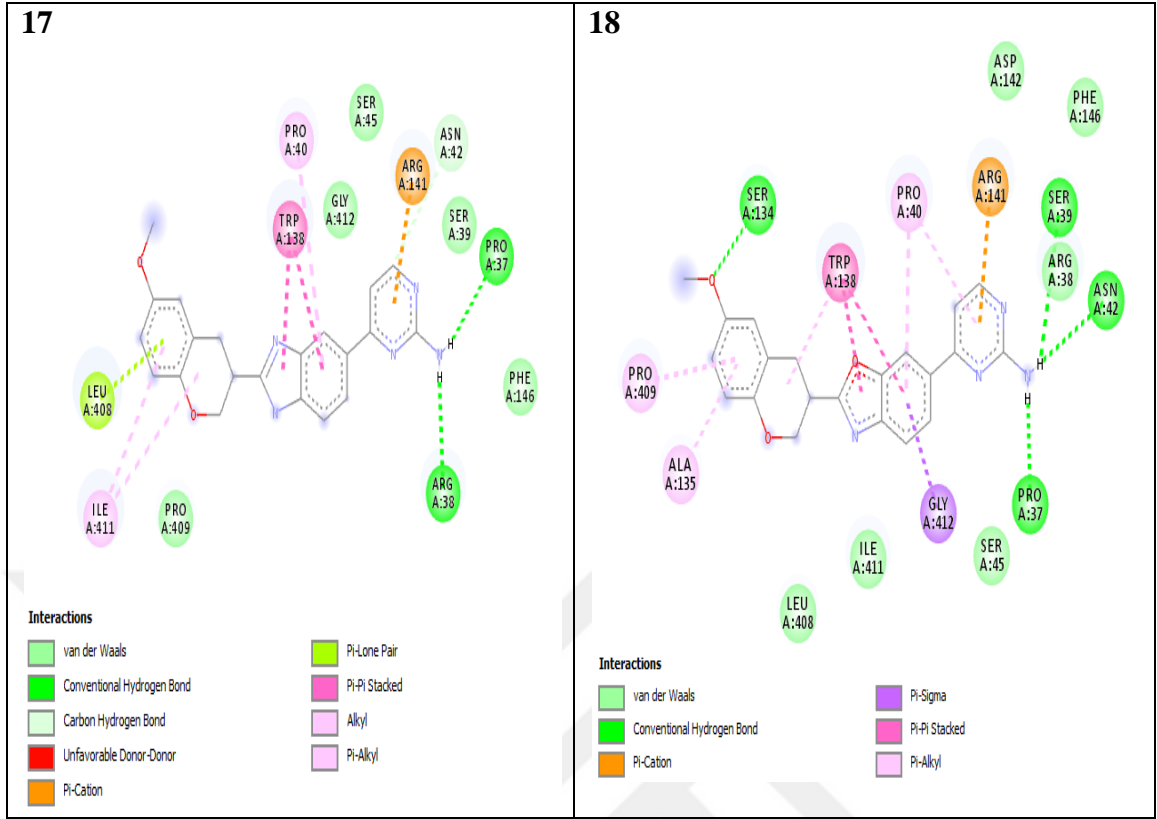 17
SER
A:45
PRO
A:40
ASN
A:42
ARG
A:141
GLY
A:412
SER
A:39
TRP
A:138
PRO
A:37
O
N
N
N
H
H
N
N
O
LEU
A:408
PHE
A:146
ARG
A:38
ILE
A:411
PRO
A:409
Interactions
van der Waals
Conventional Hydrogen Bond
Carbon Hydrogen Bond
Unfavorable Donor-Donor
Pi-Cation
Pi-Lone Pair
Pi-Pi Stacked
Alkyl
Pi-Alkyl
18
ASP
A:142
PHE
A:146
ARG
A:141
SER
A:134
PRO
A:40
SER
A:39
ARG
A:38
TRP
A:138
ASN
A:42
O
N
O
H
N
N
H
N
O
PRO
A:409
ALA
A:135
GLY
A:412
PRO
A:37
ILE
A:411
SER
A:45
LEU
A:408
Interactions
van der Waals
Conventional Hydrogen Bond
Pi-Cation
Pi-Sigma
Pi-Pi Stacked
Pi-Alkyl